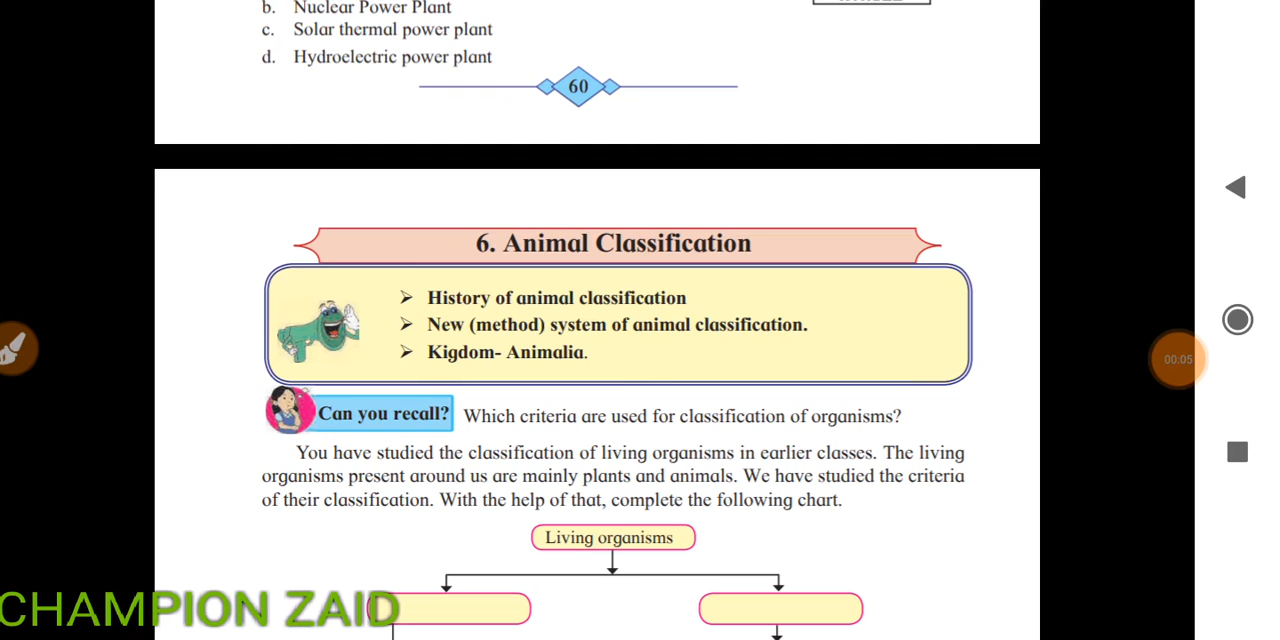 b. Nuclear Power Plant
c. Solar thermal power plant
d. Hydroelectric power plant
60
6. Animal Classification
➢ History of animal classification
➢ New (method) system of animal classification.
➢ Kigdom- Animalia.
Can you recall? Which criteria are used for classification of organisms?
You have studied the classification of living organisms in earlier classes. The living
organisms present around us are mainly plants and animals. We have studied the criteria
of their classification. With the help of that, complete the following chart.
Living organisms
CHAMPION ZAID
00:05